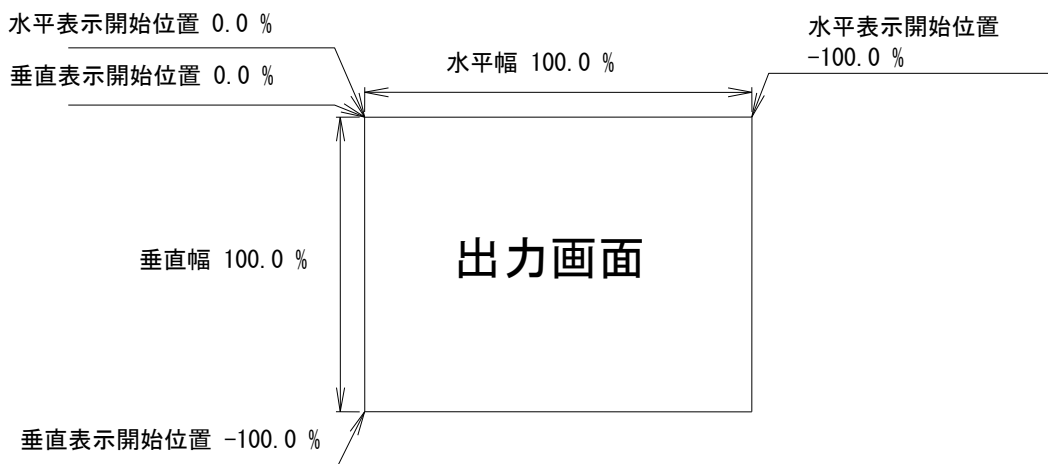 水平表示開始位置 0.0 %
垂直表示開始位置 0.0 %
水平幅 100.0 %
水平表示開始位置
-100.0 %
垂直幅 100.0 %
出力画面
垂直表示開始位置 -100.0 %